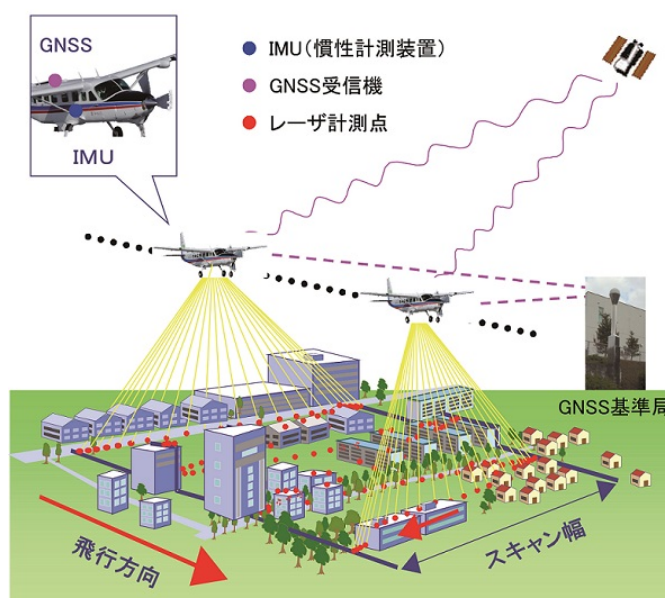 GNSS
IMU
IMU（慣性計測装置）
GNSS受信機
レーザ計測点
GNSS基準局
飛行方向
スキャン幅